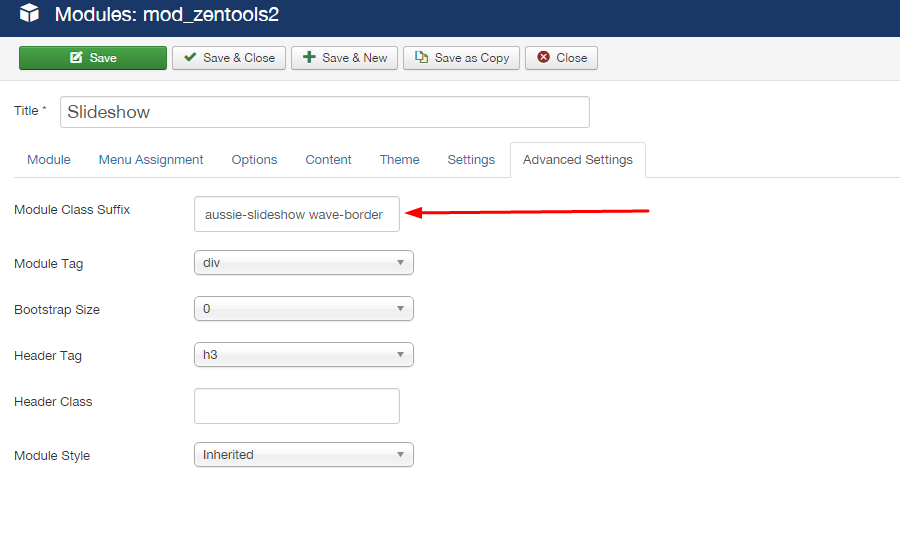 Modules: mod_zentools2
Save Save & Close Save & New Save as Copy Close
Title * Slideshow
Module Menu Assignment Options Content Theme Settings Advanced Settings
Module Class Suffix aussie-slideshow wave-border
Module Tag div
Bootstrap Size 0
Header Tag h3
Header Class
Module Style Inherited